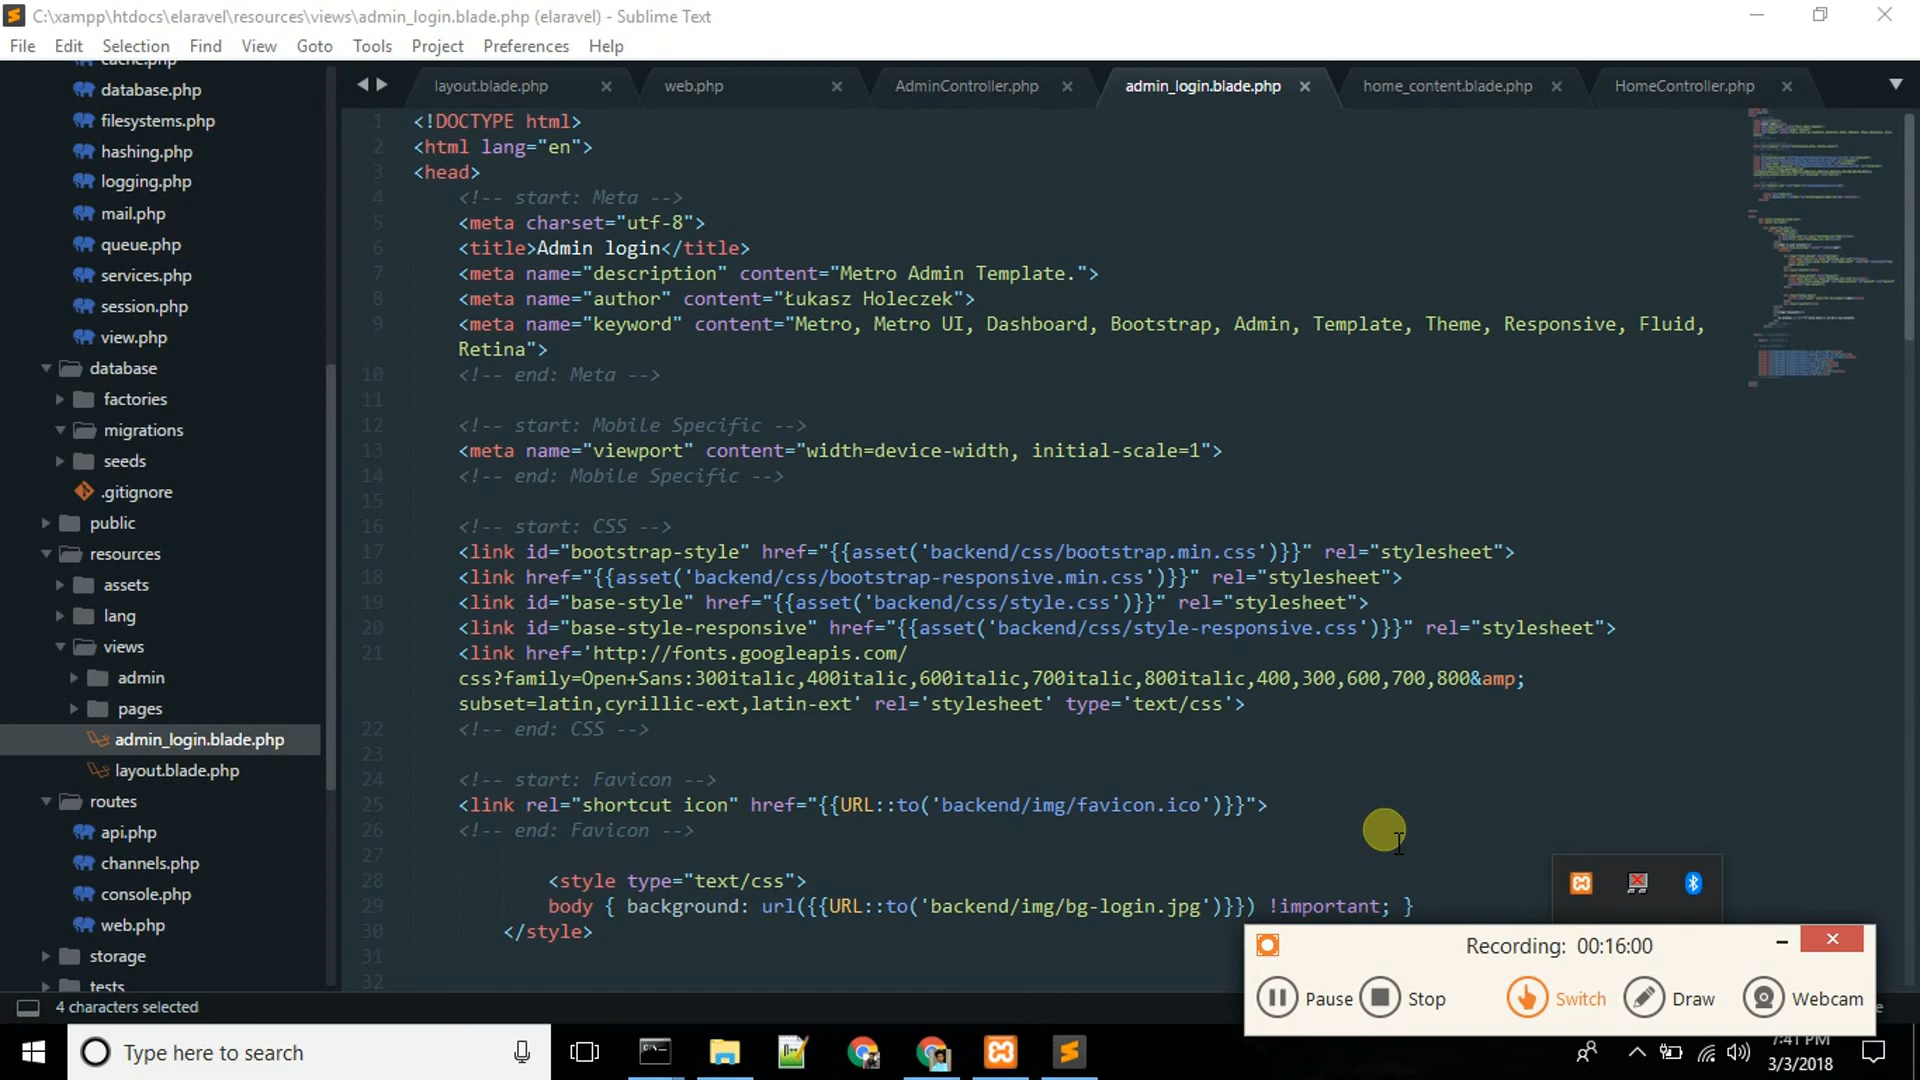 C:\xampp\htdocs\elaravel\resources\views\admin_login.blade.php (elaravel) - Sublime Text
File Edit Selection Find View Goto Tools Project Preferences Help
cache.php
database.php
filesystems.php
hashing.php
logging.php
mail.php
queue.php
services.php
session.php
view.php
database
factories
migrations
seeds
.gitignore
public
resources
assets
lang
views
admin
pages
admin_login.blade.php
layout.blade.php
routes
api.php
channels.php
console.php
web.php
storage
tests
layout.blade.php web.php AdminController.php admin_login.blade.php home_content.blade.php HomeController.php
1 <!DOCTYPE html>
2 <html lang="en">
3 <head>
4 <!-- start: Meta -->
5 <meta charset="utf-8">
6 <title>Admin login</title>
7 <meta name="description" content="Metro Admin Template.">
8 <meta name="author" content="Łukasz Holeczek">
9 <meta name="keyword" content="Metro, Metro UI, Dashboard, Bootstrap, Admin, Template, Theme, Responsive, Fluid,
Retina">
10 <!-- end: Meta -->
11
12 <!-- start: Mobile Specific -->
13 <meta name="viewport" content="width=device-width, initial-scale=1">
14 <!-- end: Mobile Specific -->
15
16 <!-- start: CSS -->
17 <link id="bootstrap-style" href="{{asset('backend/css/bootstrap.min.css')}}" rel="stylesheet">
18 <link href="{{asset('backend/css/bootstrap-responsive.min.css')}}" rel="stylesheet">
19 <link id="base-style" href="{{asset('backend/css/style.css')}}" rel="stylesheet">
20 <link id="base-style-responsive" href="{{asset('backend/css/style-responsive.css')}}" rel="stylesheet">
21 <link href='http://fonts.googleapis.com/
css?family=Open+Sans:300italic,400italic,600italic,700italic,800italic,400,300,600,700,800&amp;
subset=latin,cyrillic-ext,latin-ext' rel='stylesheet' type='text/css'>
22 <!-- end: CSS -->
23
24 <!-- start: Favicon -->
25 <link rel="shortcut icon" href="{{URL::to('backend/img/favicon.ico')}}">
26 <!-- end: Favicon -->
27
28 <style type="text/css">
29 body { background: url({{URL::to('backend/img/bg-login.jpg')}}) !important; }
30 </style>
31
32
4 characters selected
Recording: 00:16:00
Pause Stop Switch Draw Webcam
Type here to search
7:41 PM
3/3/2018